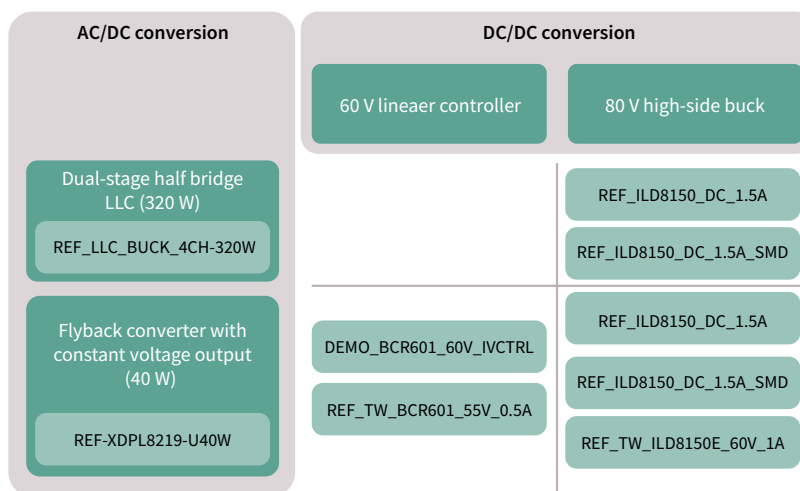 AC/DC conversion
DC/DC conversion
60 V lineaer controller
80 V high-side buck
Dual-stage half bridge
LLC (320 W)
REF_LLC_BUCK_4CH-320W
REF_ILD8150_DC_1.5A
REF_ILD8150_DC_1.5A_SMD
Flyback converter with
constant voltage output
(40 W)
REF-XDPL8219-U40W
DEMO_BCR601_60V_IVCTRL
REF_TW_BCR601_55V_0.5A
REF_ILD8150_DC_1.5A
REF_ILD8150_DC_1.5A_SMD
REF_TW_ILD8150E_60V_1A